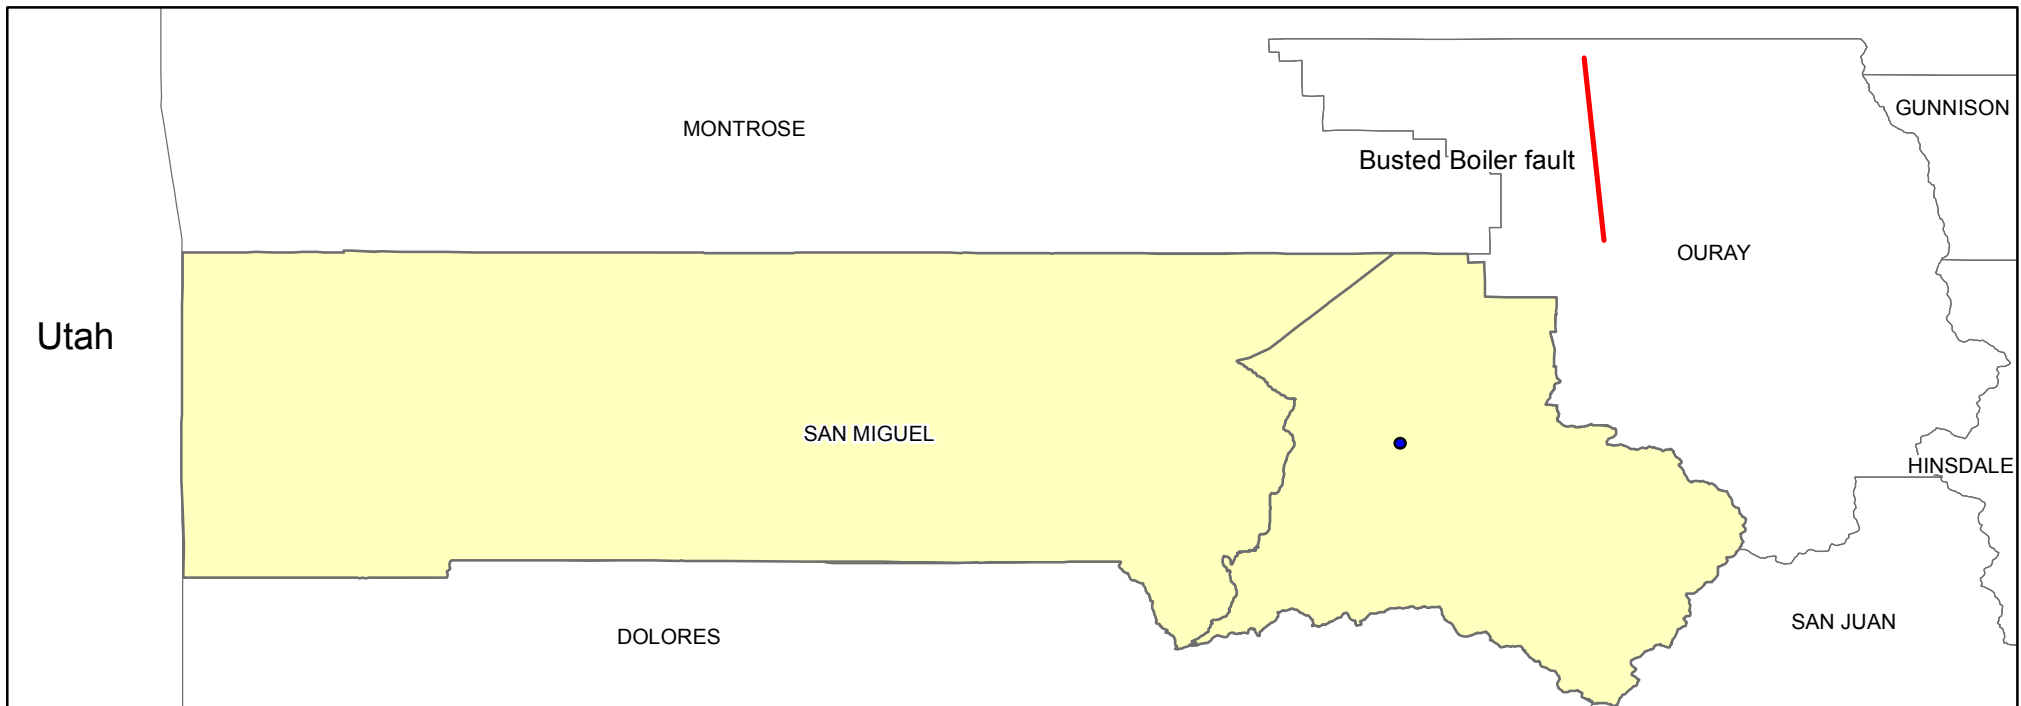 GUNNISON
MONTROSE
Busted Boiler fault
OURAY
Utah
SAN MIGUEL
HINSDALE
SAN JUAN
DOLORES